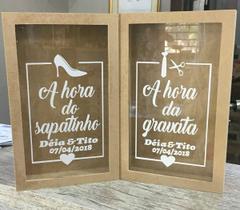 A hora
do
sapatinho
Déia & Tito
07/04/2018
A hora
da
gravata
Déia & Tito
07/04/2018